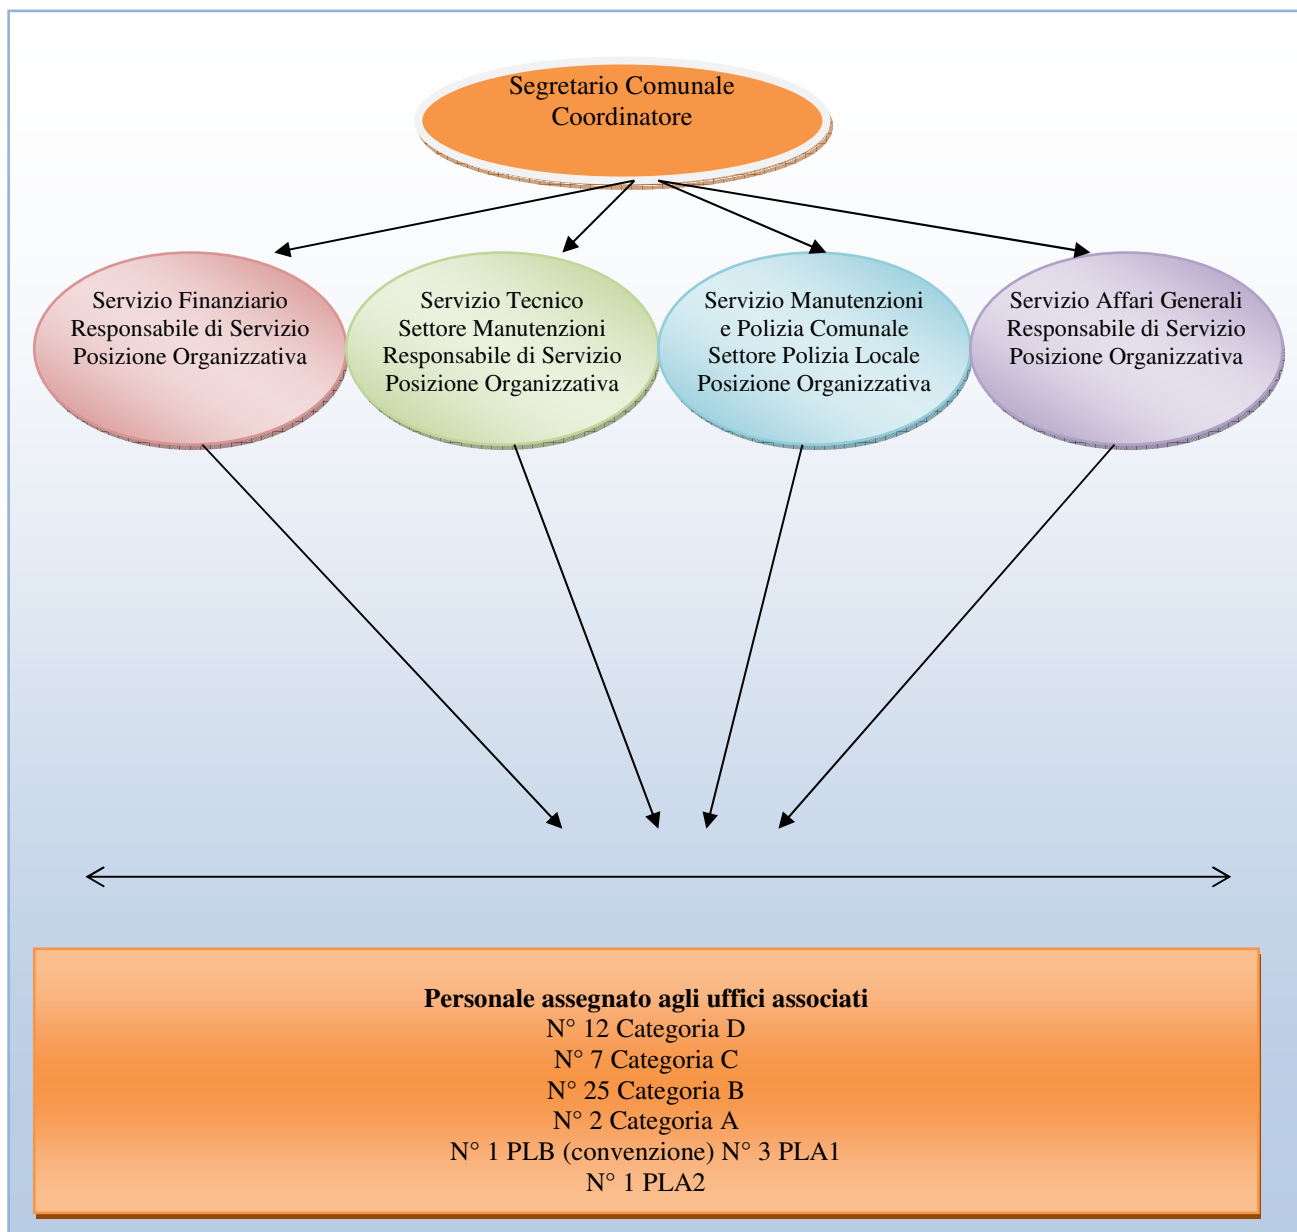 Segretario Comunale
Coordinatore
Servizio Finanziario
Responsabile di Servizio
Posizione Organizzativa
Servizio Tecnico
Settore Manutenzioni
Responsabile di Servizio
Posizione Organizzativa
Servizio Manutenzioni
e Polizia Comunale
Settore Polizia Locale
Posizione Organizzativa
Servizio Affari Generali
Responsabile di Servizio
Posizione Organizzativa
Personale assegnato agli uffici associati
N° 12 Categoria D
N° 7 Categoria C
N° 25 Categoria B
N° 2 Categoria A
N° 1 PLB (convenzione) N° 3 PLA1
N° 1 PLA2